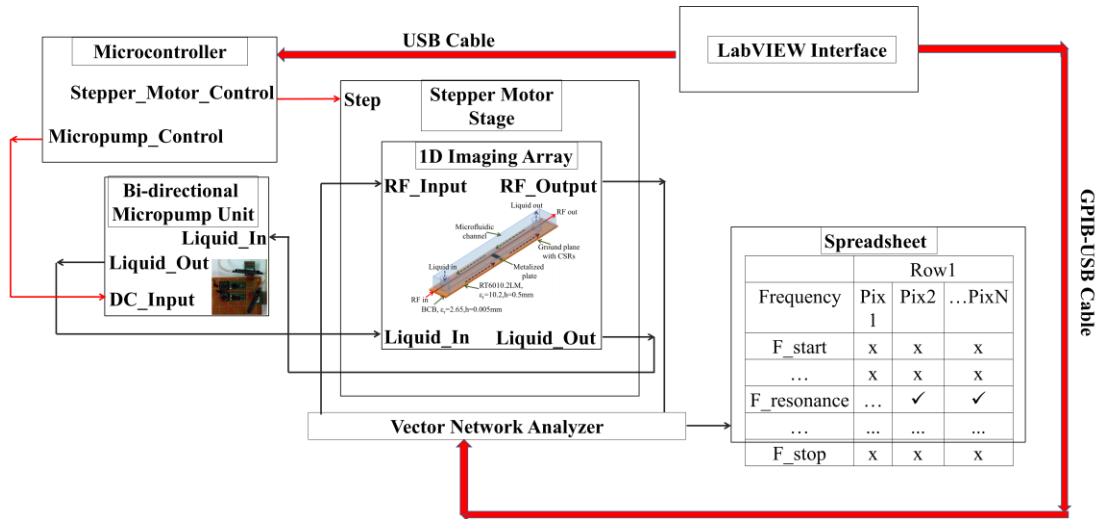 USB Cable
LabVIEW Interface
Microcontroller
Stepper_Motor_Control
Micropump_Control
Step
Stepper Motor
Stage
1D Imaging Array
RF_Input
RF_Output
Liquid out
RF out
Microfluidic
channel
Ground plane
with CSRs
Liquid in
Metalized
plate
RF in
RT6010.2LM,
εr=10.2,h=0.5mm
BCB, εr=2.65,h=0.005mm
Liquid_In
Liquid_Out
Bi-directional
Micropump Unit
Liquid_In
Liquid_Out
DC_Input
Vector Network Analyzer
GPIB-USB Cable
Spreadsheet
Row1
Frequency Pix 1 Pix2 …PixN
F_start x x x
… x x x
F_resonance … ✓ ✓
… ... ... ...
F_stop x x x